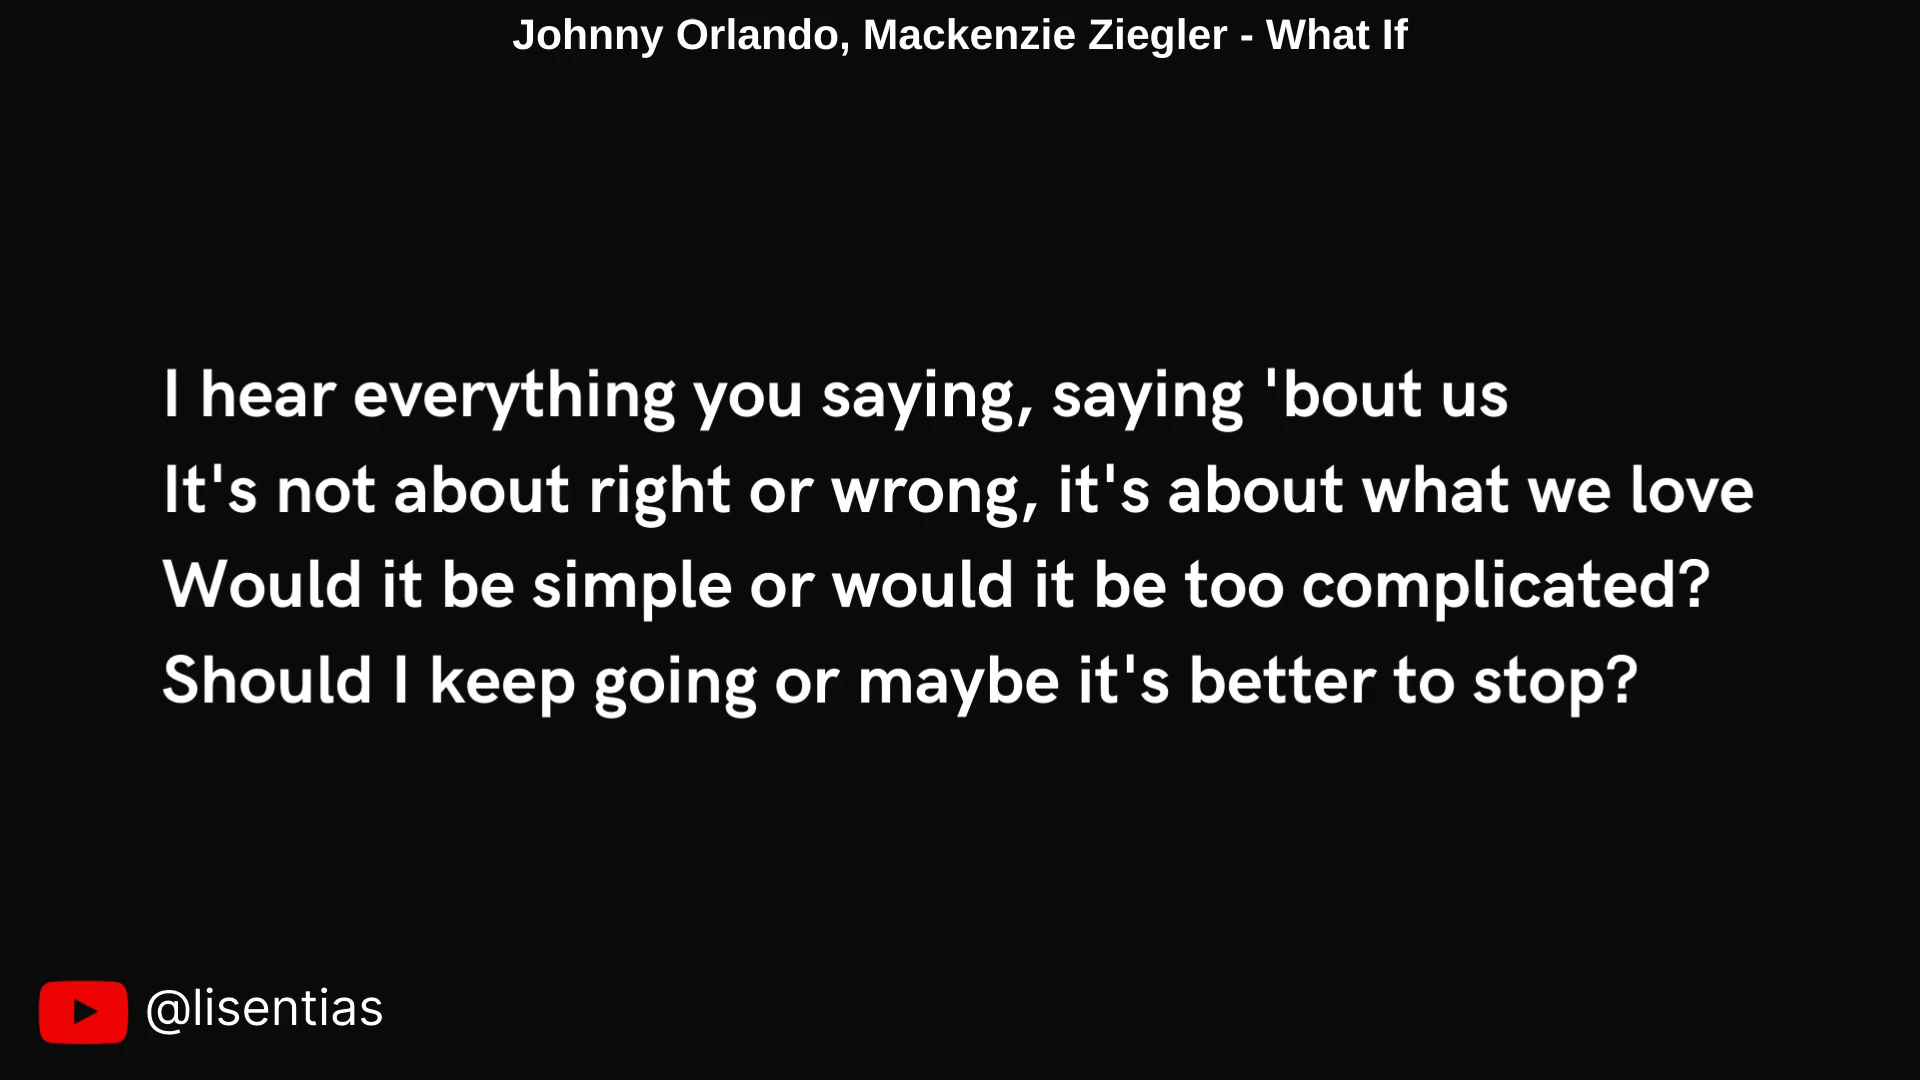 Johnny Orlando, Mackenzie Ziegler - What If
I hear everything you saying, saying 'bout us
It's not about right or wrong, it's about what we love
Would it be simple or would it be too complicated?
Should I keep going or maybe it's better to stop?
@lisentias